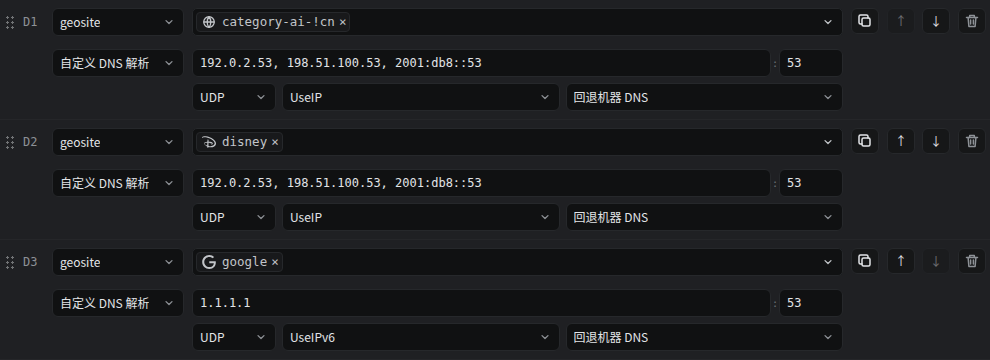 D1 geosite category-ai-!cn ×
自定义 DNS 解析 192.0.2.53, 198.51.100.53, 2001:db8::53 : 53
UDP UseIP 回退机器 DNS
D2 geosite disney ×
自定义 DNS 解析 192.0.2.53, 198.51.100.53, 2001:db8::53 : 53
UDP UseIP 回退机器 DNS
D3 geosite google ×
自定义 DNS 解析 1.1.1.1 : 53
UDP UseIPv6 回退机器 DNS